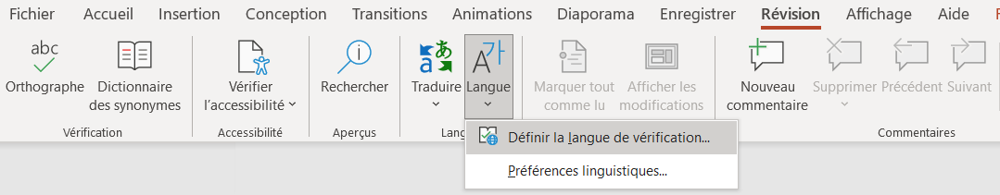 Fichier Accueil Insertion Conception Transitions Animations Diaporama Enregistrer Révision Affichage Aide
abc
Orthographe
Dictionnaire
des synonymes
Vérifier
l'accessibilité
Rechercher
Traduire
Langue
Marquer tout
comme lu
Afficher les
modifications
Nouveau
commentaire
Supprimer
Précédent
Suivant
Vérification
Accessibilité
Aperçus
Lang
Commentaires
Définir la langue de vérification...
Préférences linguistiques...